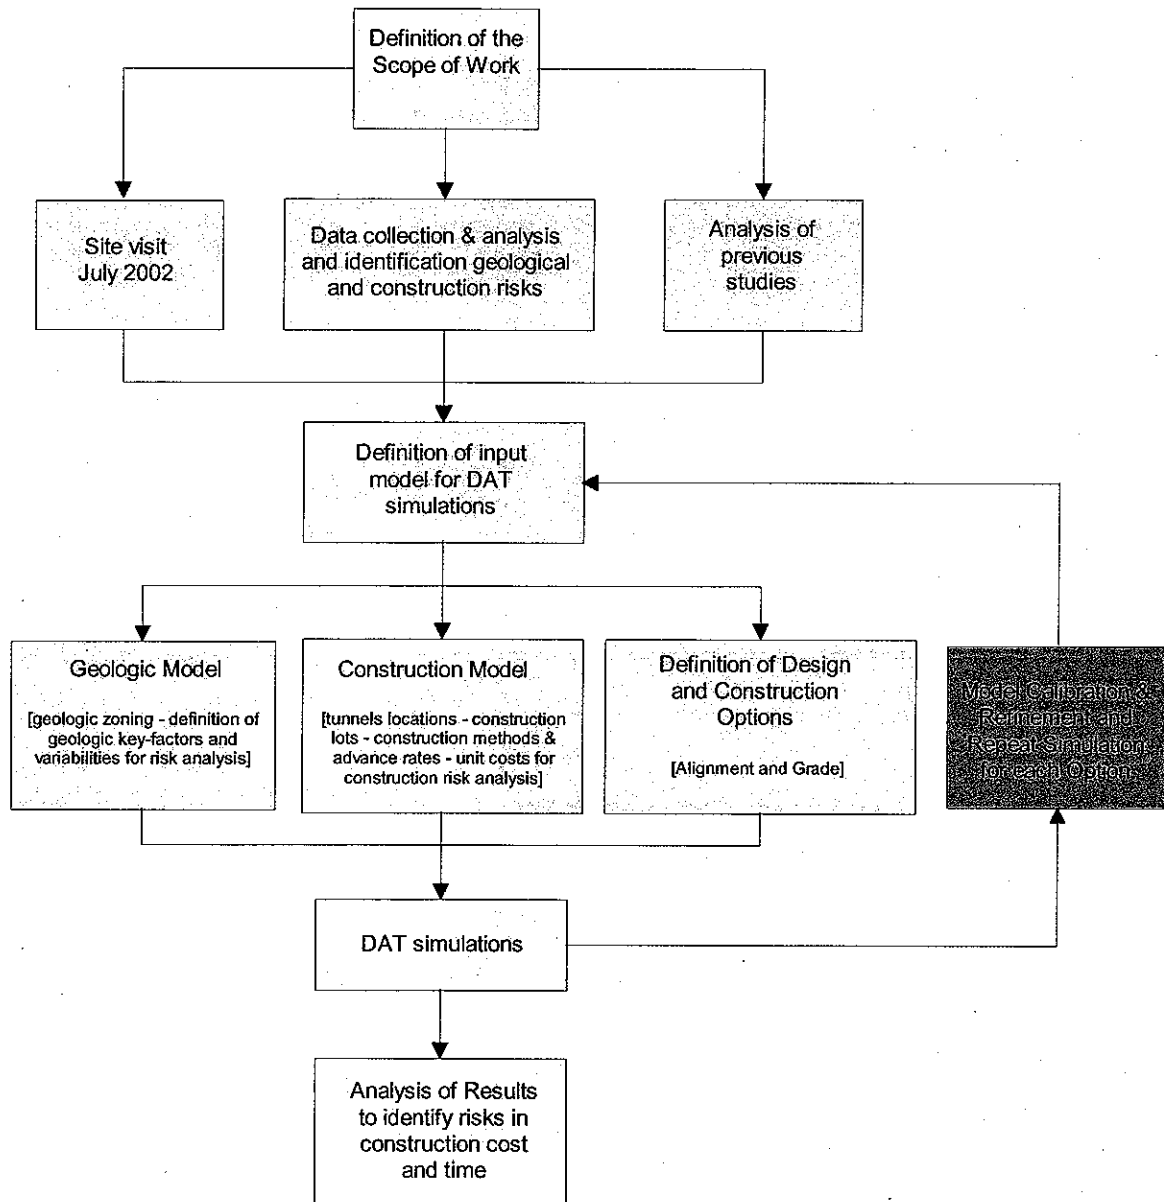 Definition of the
Scope of Work
Site visit
July 2002
Data collection & analysis
and identification geological
and construction risks
Analysis of
previous
studies
Definition of input
model for DAT
simulations
Geologic Model
[geologic zoning - definition of
geologic key-factors and
variabilities for risk analysis]
Construction Model
[tunnels locations - construction
lots - construction methods &
advance rates - unit costs for
construction risk analysis]
Definition of Design
and Construction
Options
[Alignment and Grade]
Model Calibration &
Refinement and
Repeat Simulation
for each Option
DAT simulations
Analysis of Results
to identify risks in
construction cost
and time